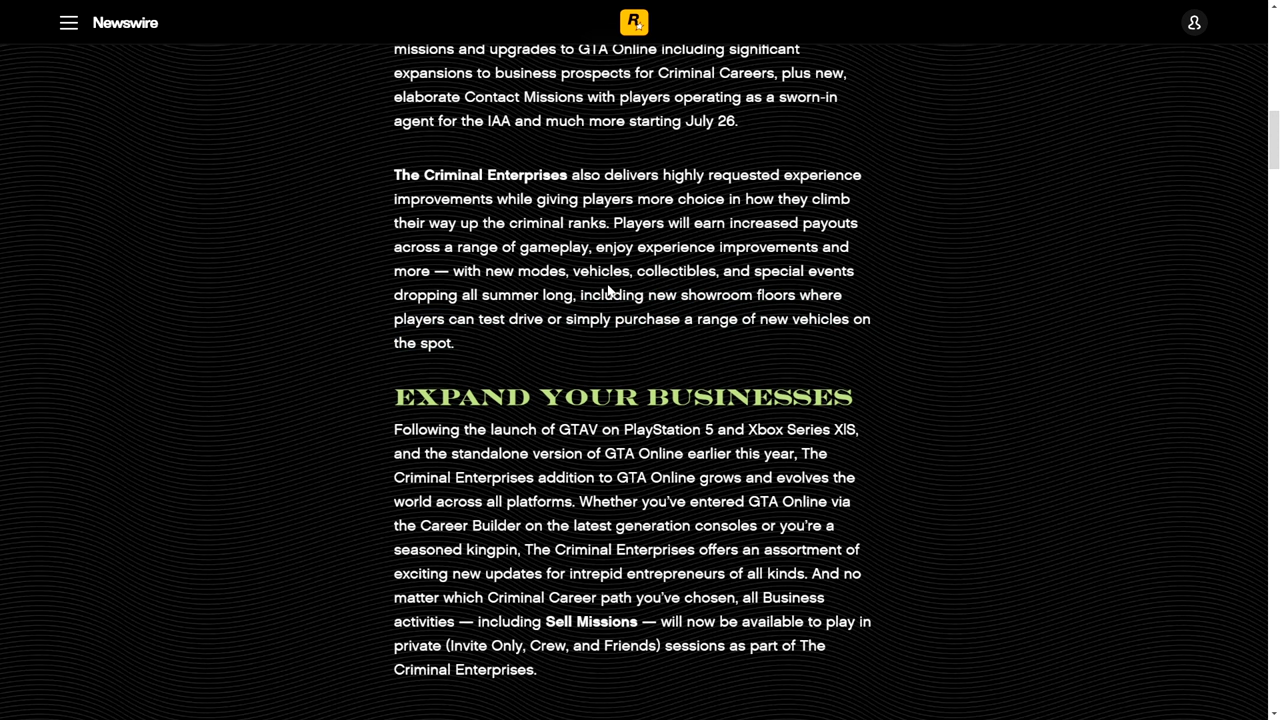 Newswire
R
missions and upgrades to GTA Online including significant
expansions to business prospects for Criminal Careers, plus new,
elaborate Contact Missions with players operating as a sworn-in
agent for the IAA and much more starting July 26.
The Criminal Enterprises also delivers highly requested experience
improvements while giving players more choice in how they climb
their way up the criminal ranks. Players will earn increased payouts
across a range of gameplay, enjoy experience improvements and
more — with new modes, vehicles, collectibles, and special events
dropping all summer long, including new showroom floors where
players can test drive or simply purchase a range of new vehicles on
the spot.
EXPAND YOUR BUSINESSES
Following the launch of GTAV on PlayStation 5 and Xbox Series X|S,
and the standalone version of GTA Online earlier this year, The
Criminal Enterprises addition to GTA Online grows and evolves the
world across all platforms. Whether you've entered GTA Online via
the Career Builder on the latest generation consoles or you're a
seasoned kingpin, The Criminal Enterprises offers an assortment of
exciting new updates for intrepid entrepreneurs of all kinds. And no
matter which Criminal Career path you've chosen, all Business
activities — including Sell Missions — will now be available to play in
private (Invite Only, Crew, and Friends) sessions as part of The
Criminal Enterprises.